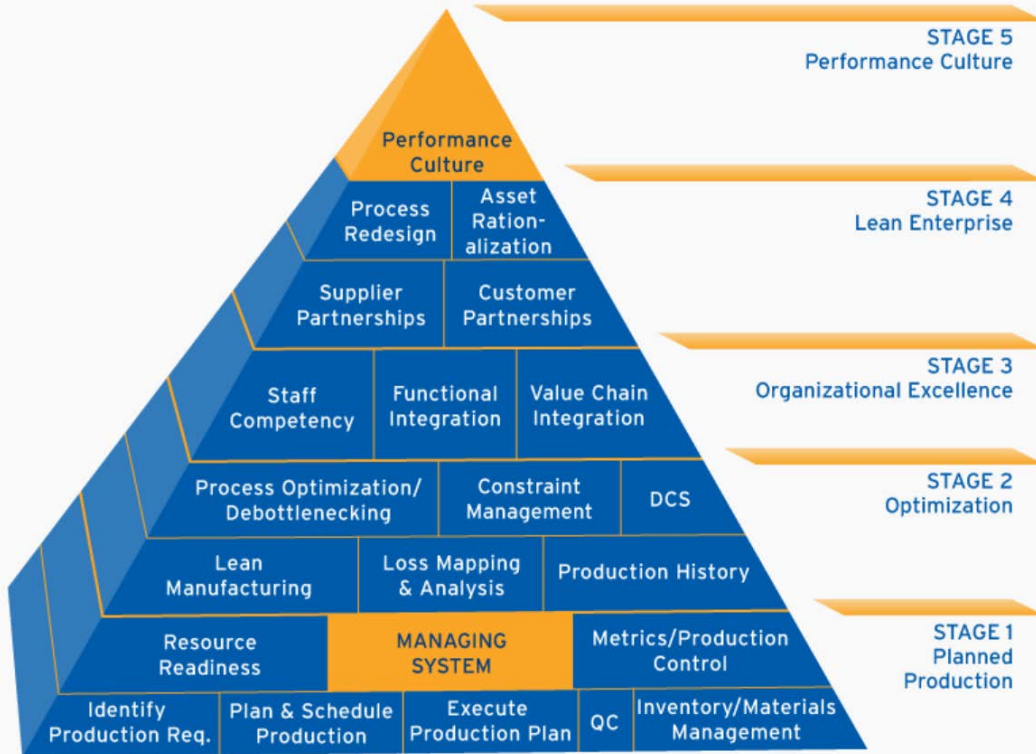 STAGE 5
Performance Culture
Performance
Culture
STAGE 4
Lean Enterprise
Process
Redesign
Asset
Ration-
alization
Supplier
Partnerships
Customer
Partnerships
STAGE 3
Organizational Excellence
Staff
Competency
Functional
Integration
Value Chain
Integration
STAGE 2
Optimization
Process Optimization/
Debottlenecking
Constraint
Management
DCS
Lean
Manufacturing
Loss Mapping
& Analysis
Production History
STAGE 1
Planned
Production
Resource
Readiness
MANAGING
SYSTEM
Metrics/Production
Control
Identify
Production Req.
Plan & Schedule
Production
Execute
Production Plan
QC
Inventory/Materials
Management